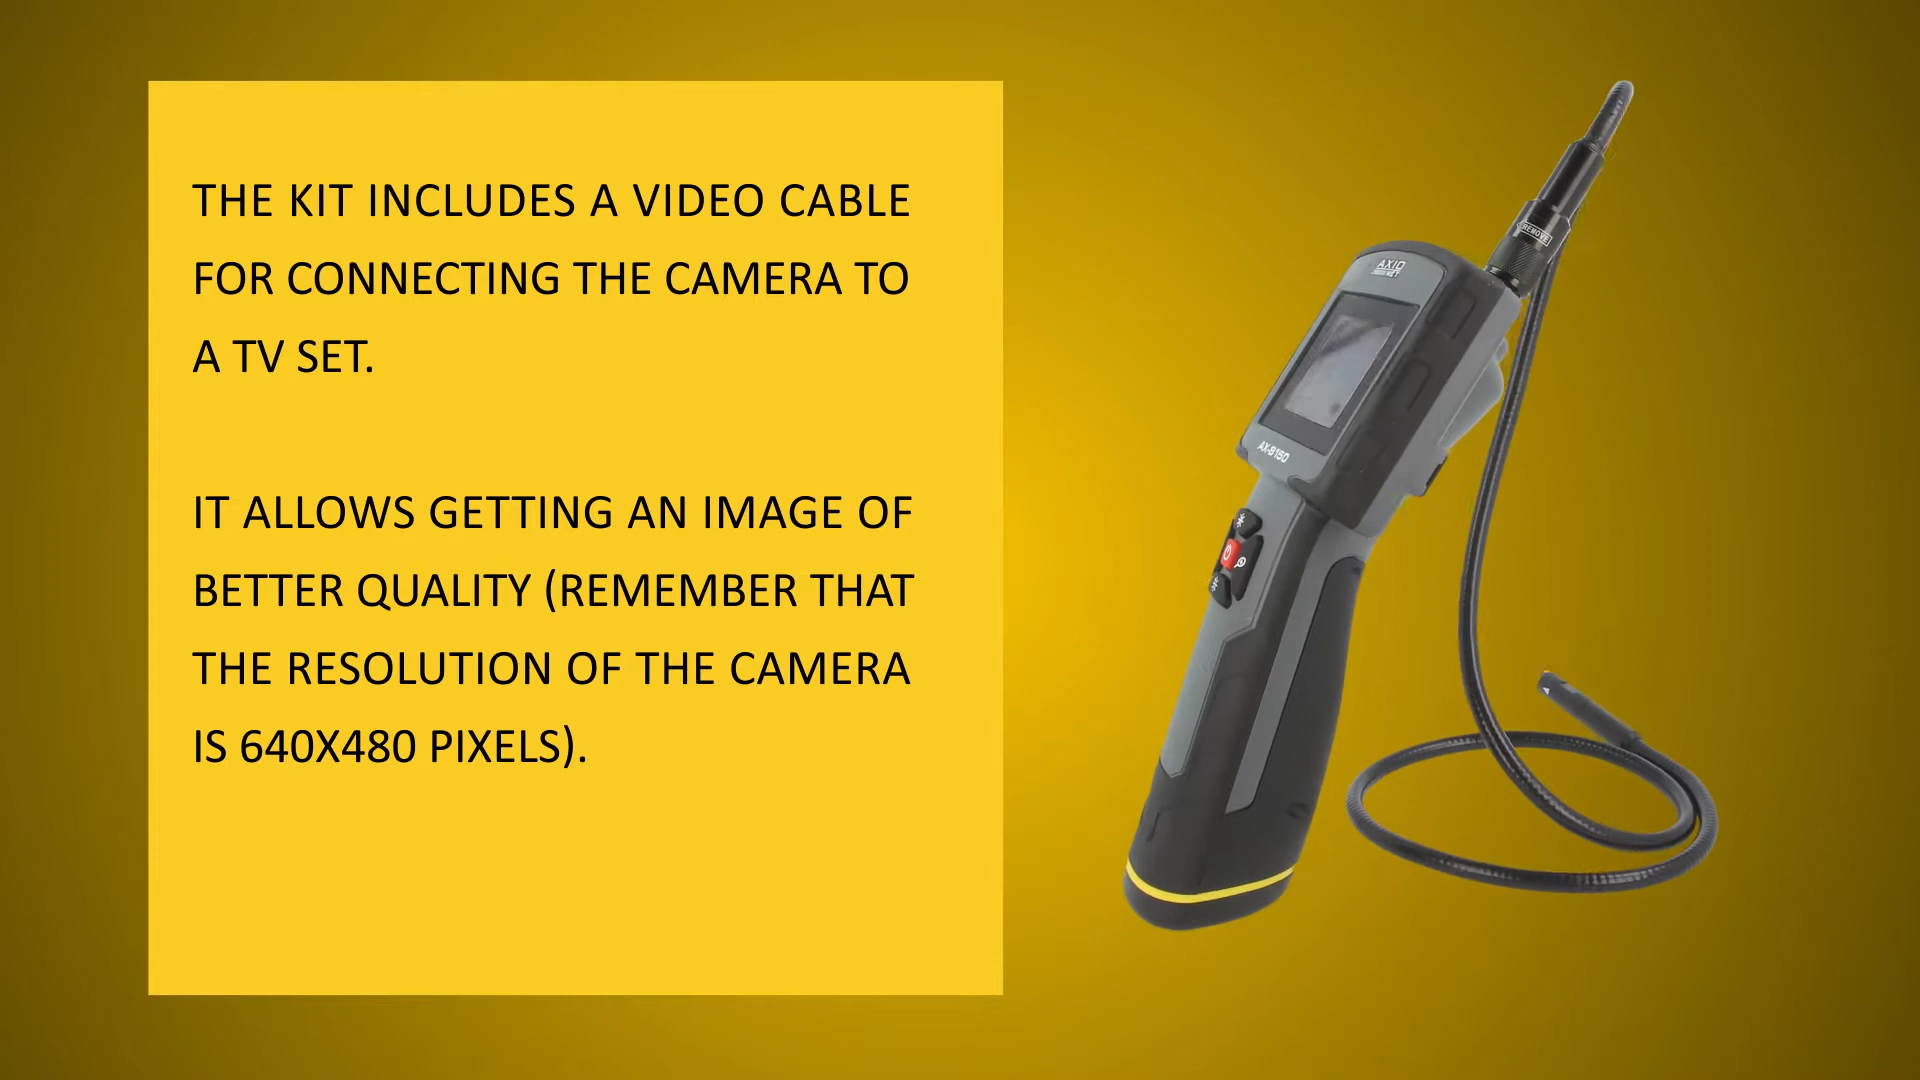 THE KIT INCLUDES A VIDEO CABLE
FOR CONNECTING THE CAMERA TO
A TV SET.
IT ALLOWS GETTING AN IMAGE OF
BETTER QUALITY (REMEMBER THAT
THE RESOLUTION OF THE CAMERA
IS 640X480 PIXELS).
REMOVE
AXIO
MET
AX-B150